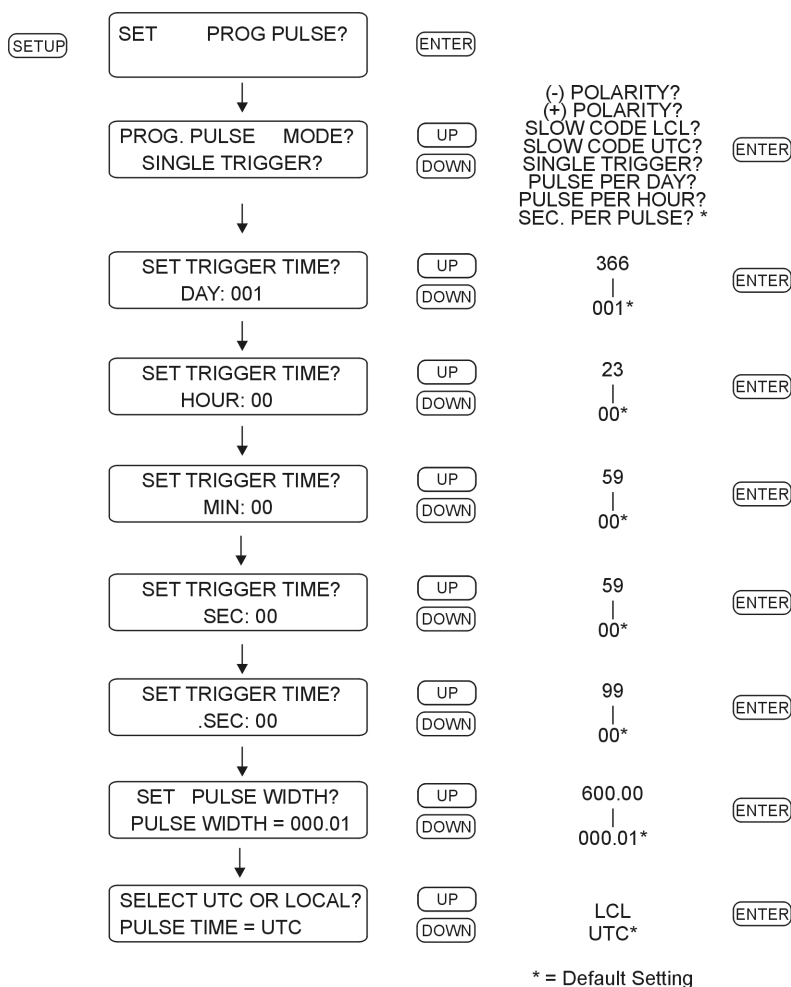 SETUP
SET PROG PULSE?
ENTER
PROG. PULSE MODE?
SINGLE TRIGGER?
UP
DOWN
(-) POLARITY?
(+) POLARITY?
SLOW CODE LCL?
SLOW CODE UTC?
SINGLE TRIGGER?
PULSE PER DAY?
PULSE PER HOUR?
SEC. PER PULSE? *
ENTER
SET TRIGGER TIME?
DAY: 001
UP
DOWN
366
|
001*
ENTER
SET TRIGGER TIME?
HOUR: 00
UP
DOWN
23
|
00*
ENTER
SET TRIGGER TIME?
MIN: 00
UP
DOWN
59
|
00*
ENTER
SET TRIGGER TIME?
SEC: 00
UP
DOWN
59
|
00*
ENTER
SET TRIGGER TIME?
.SEC: 00
UP
DOWN
99
|
00*
ENTER
SET PULSE WIDTH?
PULSE WIDTH = 000.01
UP
DOWN
600.00
|
000.01*
ENTER
SELECT UTC OR LOCAL?
PULSE TIME = UTC
UP
DOWN
LCL
UTC*
ENTER
* = Default Setting